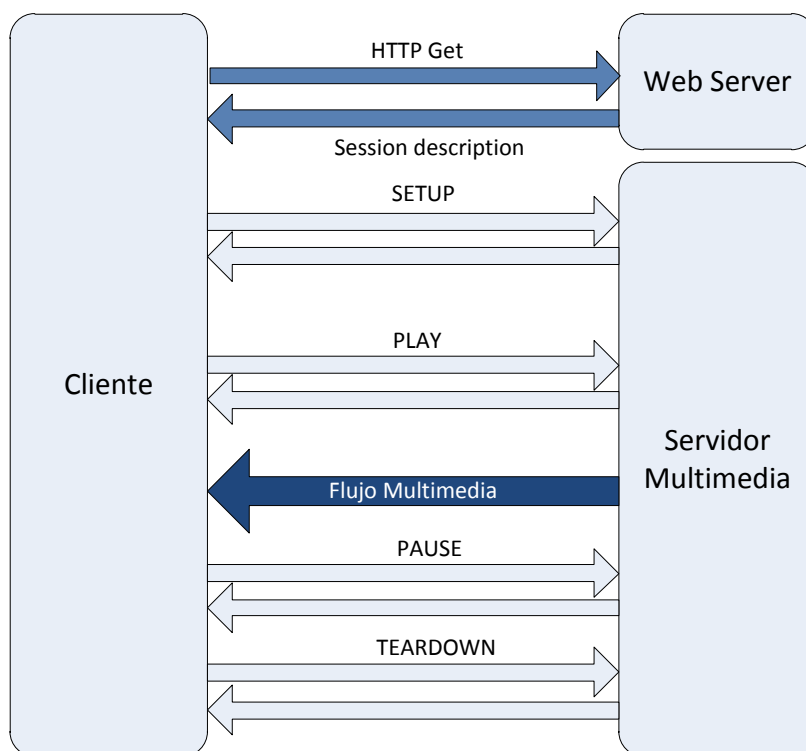 HTTP Get
Web Server
Session description
SETUP
PLAY
Cliente
Servidor
Multimedia
Flujo Multimedia
PAUSE
TEARDOWN